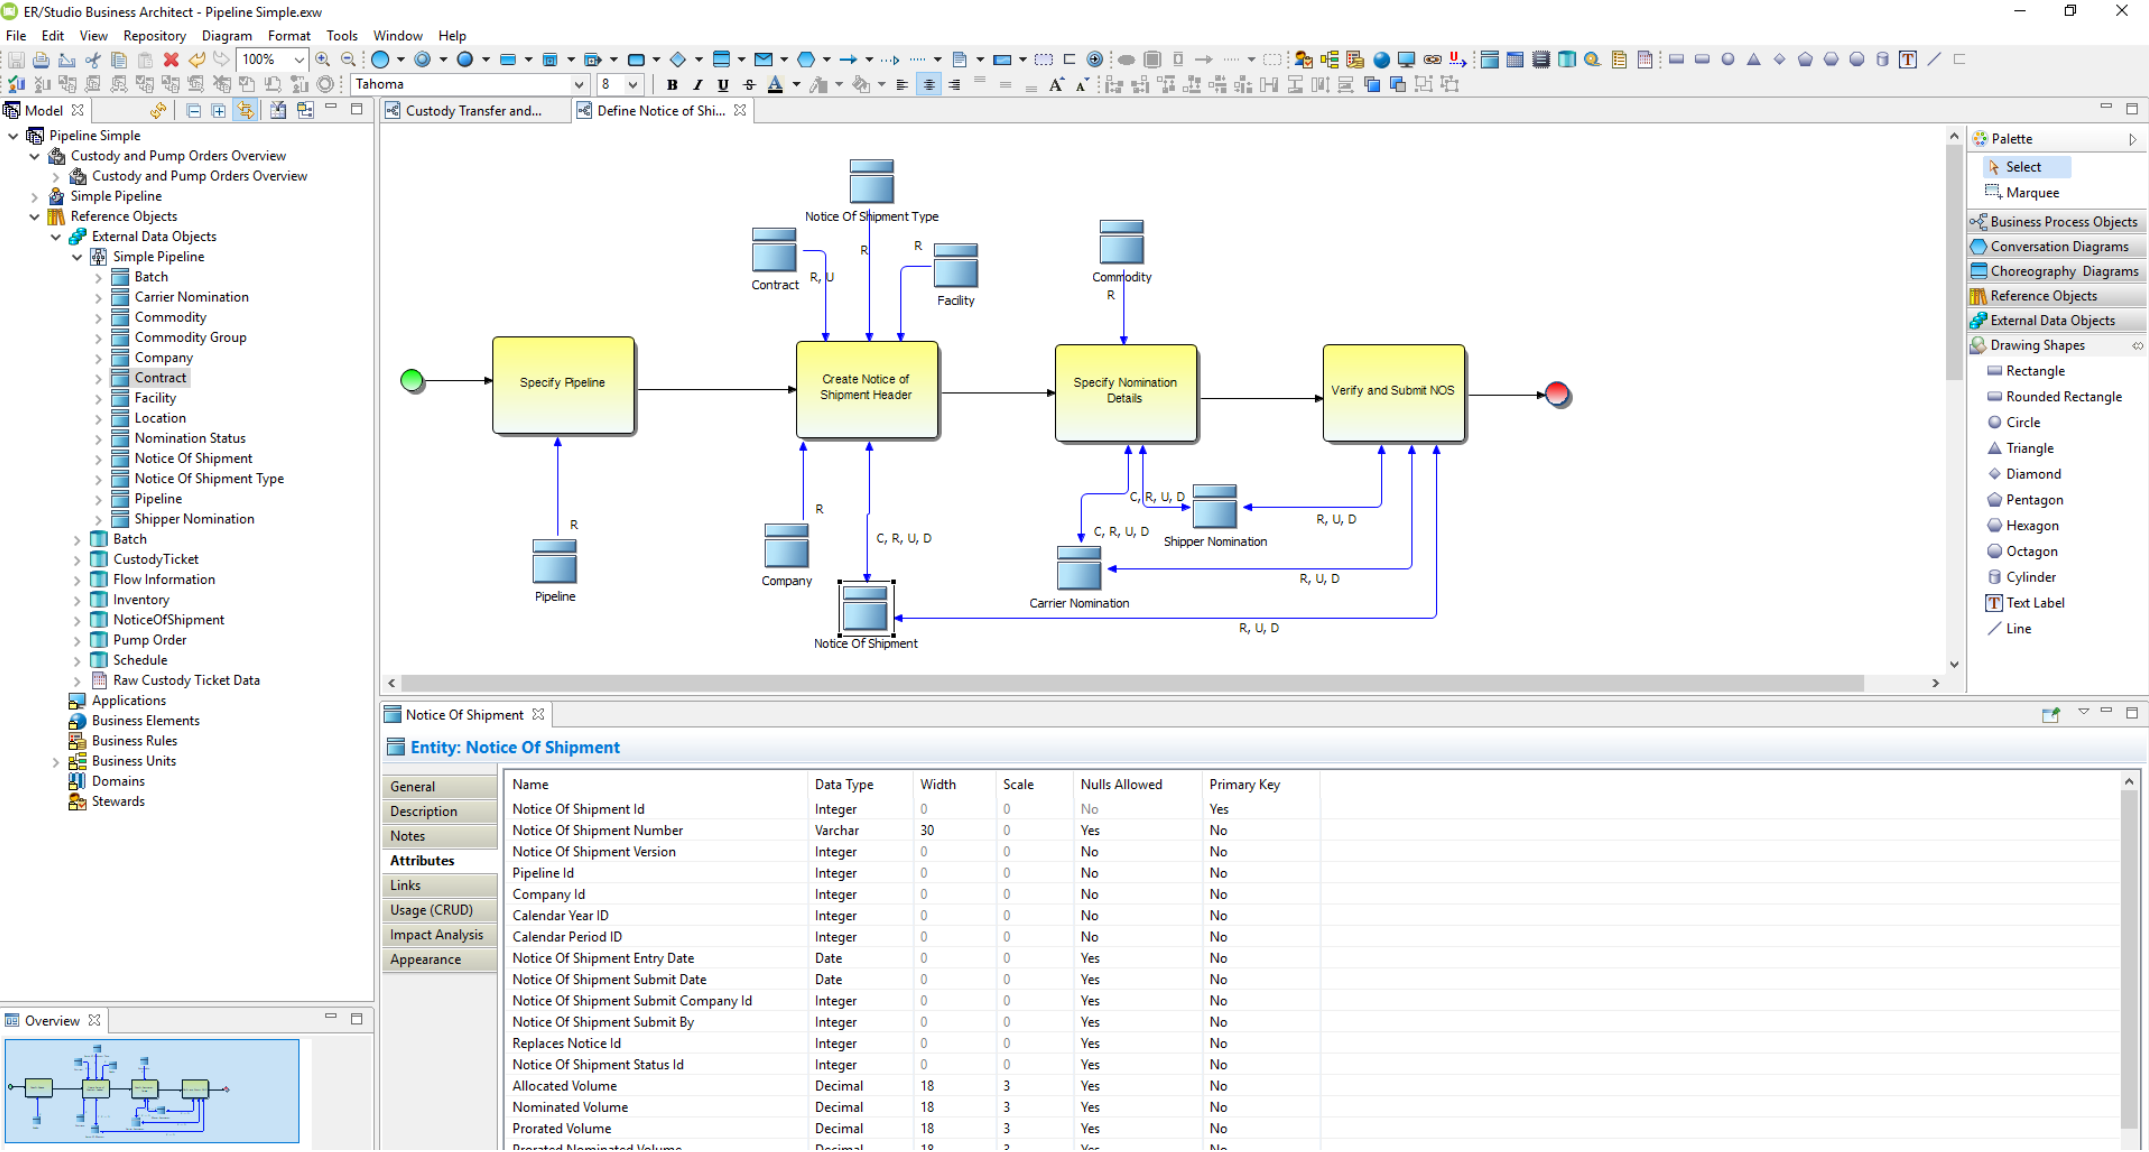 ER/Studio Business Architect - Pipeline Simple.exw
File Edit View Repository Diagram Format Tools Window Help
100%
Tahoma 8 B I U S A
Model
Pipeline Simple
Custody and Pump Orders Overview
Custody and Pump Orders Overview
Simple Pipeline
Reference Objects
External Data Objects
Simple Pipeline
Batch
Carrier Nomination
Commodity
Commodity Group
Company
Contract
Facility
Location
Nomination Status
Notice Of Shipment
Notice Of Shipment Type
Pipeline
Shipper Nomination
Batch
CustodyTicket
Flow Information
Inventory
NoticeOfShipment
Pump Order
Schedule
Raw Custody Ticket Data
Applications
Business Elements
Business Rules
Business Units
Domains
Stewards
Overview
Custody Transfer and... Define Notice of Shi...
Notice Of Shipment Type
Contract
R, U
R
R
Facility
Commodity
R
Specify Pipeline
Create Notice of
Shipment Header
Specify Nomination
Details
Verify and Submit NOS
R
Pipeline
R
Company
C, R, U, D
Notice Of Shipment
C, R, U, D
Shipper Nomination
C, R, U, D
Carrier Nomination
R, U, D
R, U, D
R, U, D
Palette
Select
Marquee
Business Process Objects
Conversation Diagrams
Choreography Diagrams
Reference Objects
External Data Objects
Drawing Shapes
Rectangle
Rounded Rectangle
Circle
Triangle
Diamond
Pentagon
Hexagon
Octagon
Cylinder
T Text Label
Line
Notice Of Shipment
Entity: Notice Of Shipment
General
Description
Notes
Attributes
Links
Usage (CRUD)
Impact Analysis
Appearance
Name Data Type Width Scale Nulls Allowed Primary Key
Notice Of Shipment Id Integer 0 0 No Yes
Notice Of Shipment Number Varchar 30 0 Yes No
Notice Of Shipment Version Integer 0 0 No No
Pipeline Id Integer 0 0 No No
Company Id Integer 0 0 No No
Calendar Year ID Integer 0 0 No No
Calendar Period ID Integer 0 0 No No
Notice Of Shipment Entry Date Date 0 0 Yes No
Notice Of Shipment Submit Date Date 0 0 Yes No
Notice Of Shipment Submit Company Id Integer 0 0 Yes No
Notice Of Shipment Submit By Integer 0 0 Yes No
Replaces Notice Id Integer 0 0 Yes No
Notice Of Shipment Status Id Integer 0 0 Yes No
Allocated Volume Decimal 18 3 Yes No
Nominated Volume Decimal 18 3 Yes No
Prorated Volume Decimal 18 3 Yes No
Prorated Nominated Volume Decimal 18 3 Yes No